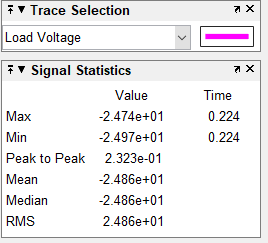 Trace Selection
Load Voltage
Signal Statistics
Value Time
Max -2.474e+01 0.224
Min -2.497e+01 0.224
Peak to Peak 2.323e-01
Mean -2.486e+01
Median -2.486e+01
RMS 2.486e+01